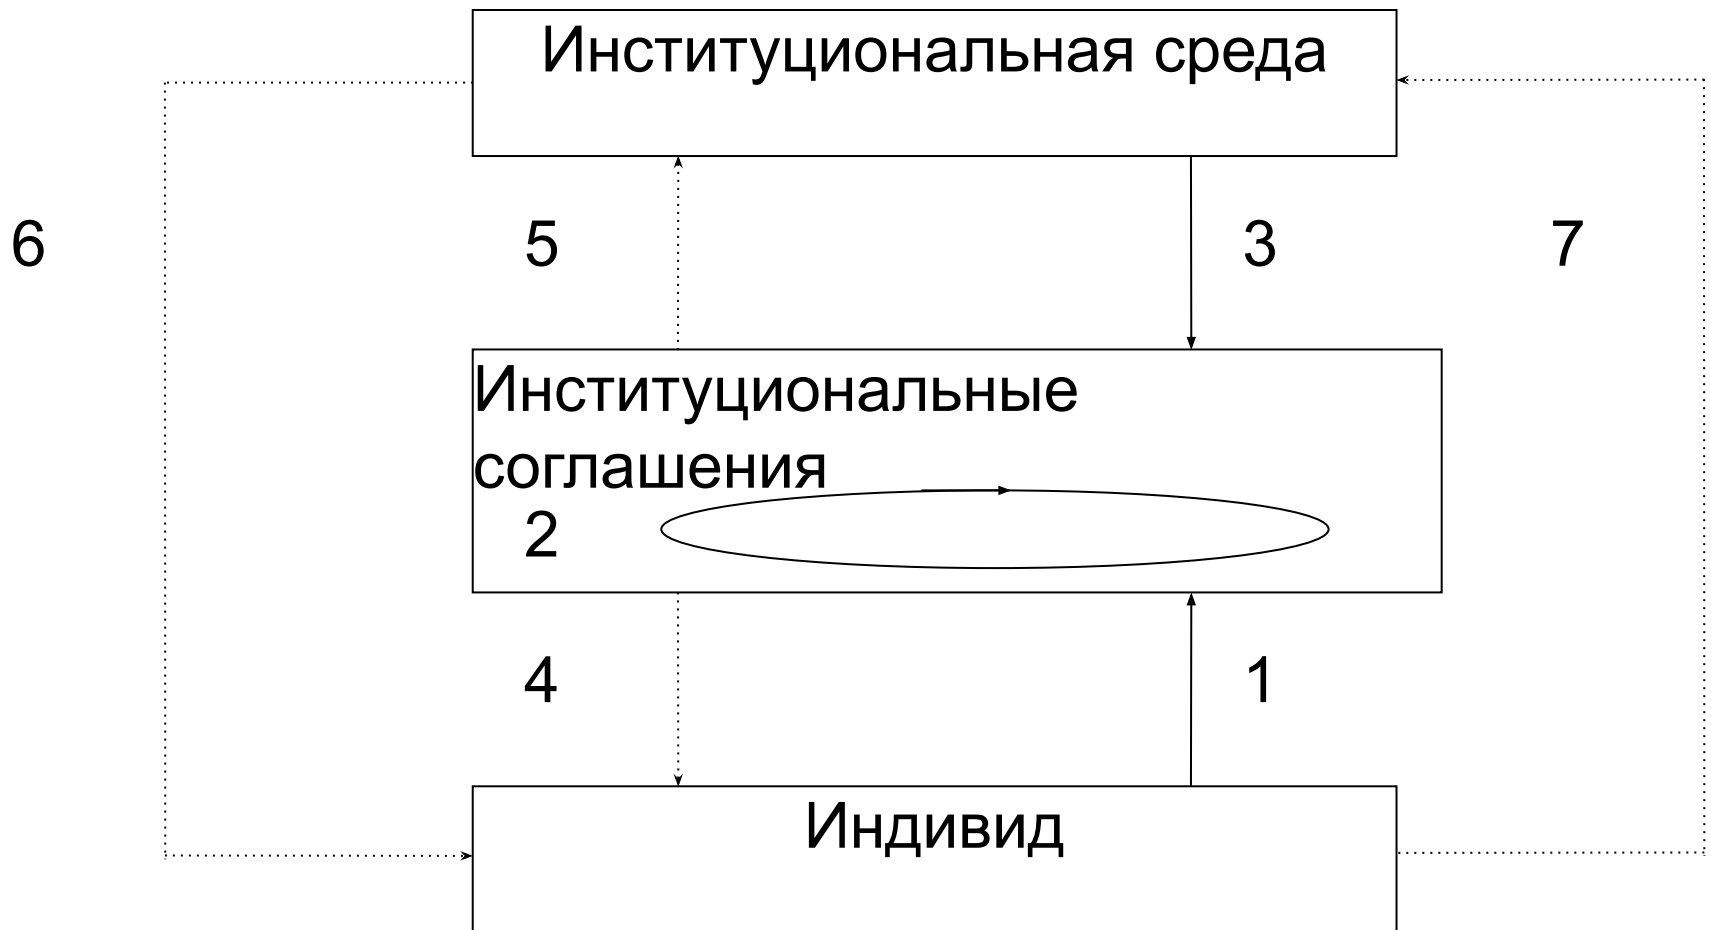 Институциональная среда
6 5 3 7
Институциональные
соглашения
2
4 1
Индивид